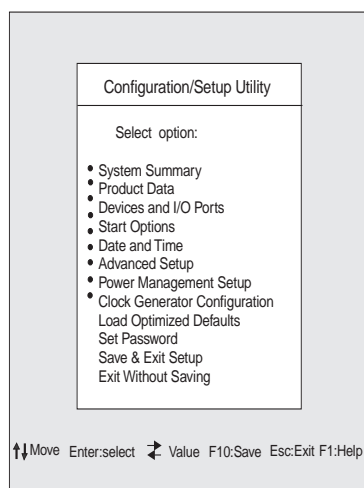 Configuration/Setup Utility
Select option:
• System Summary
• Product Data
• Devices and I/O Ports
• Start Options
• Date and Time
• Advanced Setup
• Power Management Setup
• Clock Generator Configuration
Load Optimized Defaults
Set Password
Save & Exit Setup
Exit Without Saving
↑↓Move Enter:select ⇄ Value F10:Save Esc:Exit F1:Help